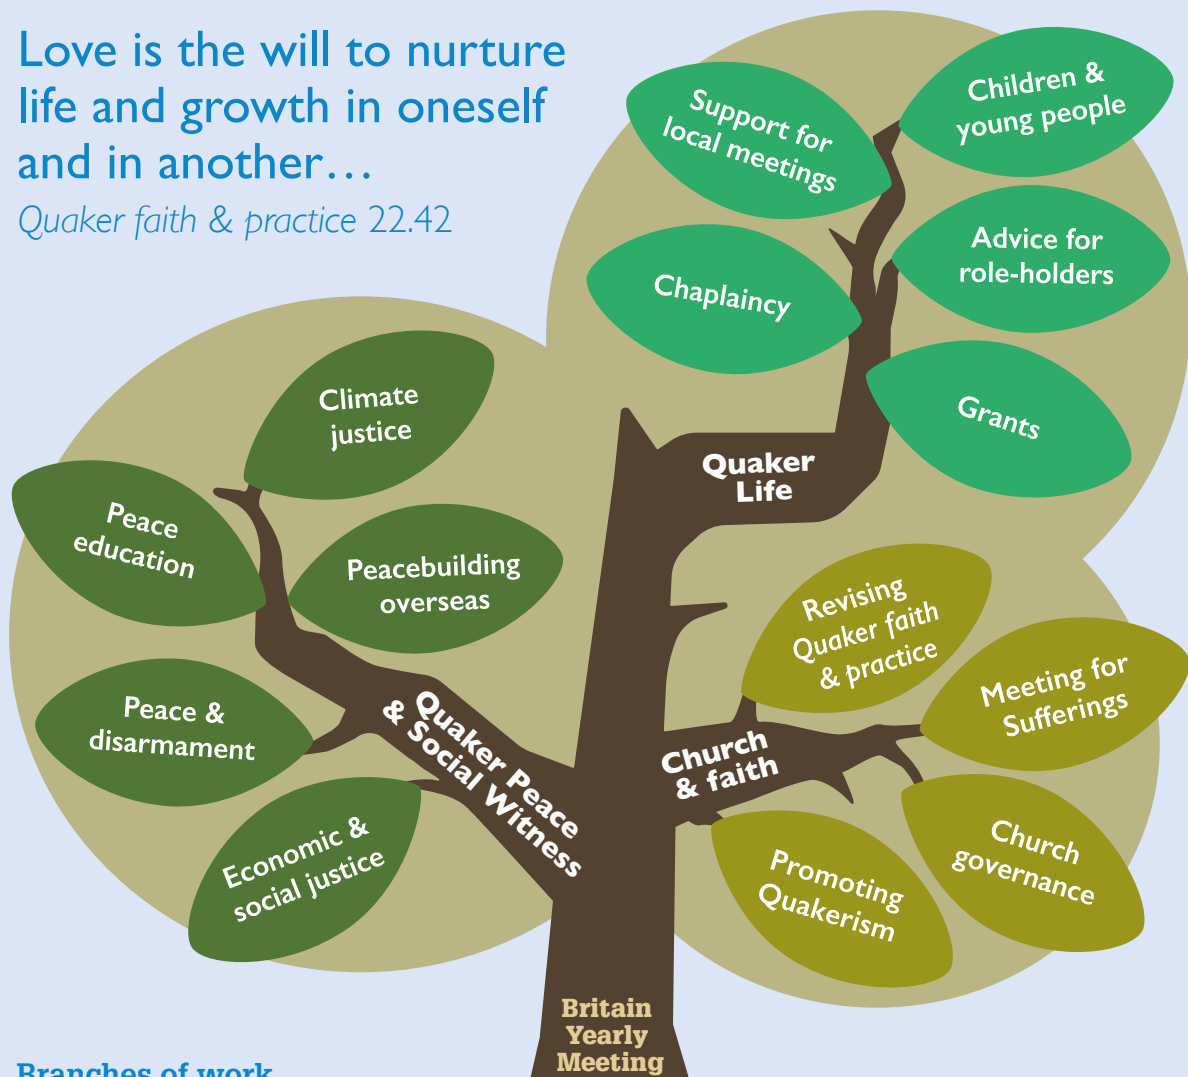 Love is the will to nurture
life and growth in oneself
and in another…
Quaker faith & practice 22.42
Support for
local meetings
Children &
young people
Chaplaincy
Advice for
role-holders
Grants
Quaker
Life
Climate
justice
Peace
education
Peacebuilding
overseas
Peace &
disarmament
Economic &
social justice
Quaker Peace
& Social Witness
Revising
Quaker faith
& practice
Meeting for
Sufferings
Church
& faith
Church
governance
Promoting
Quakerism
Britain
Yearly
Meeting
Branches of work